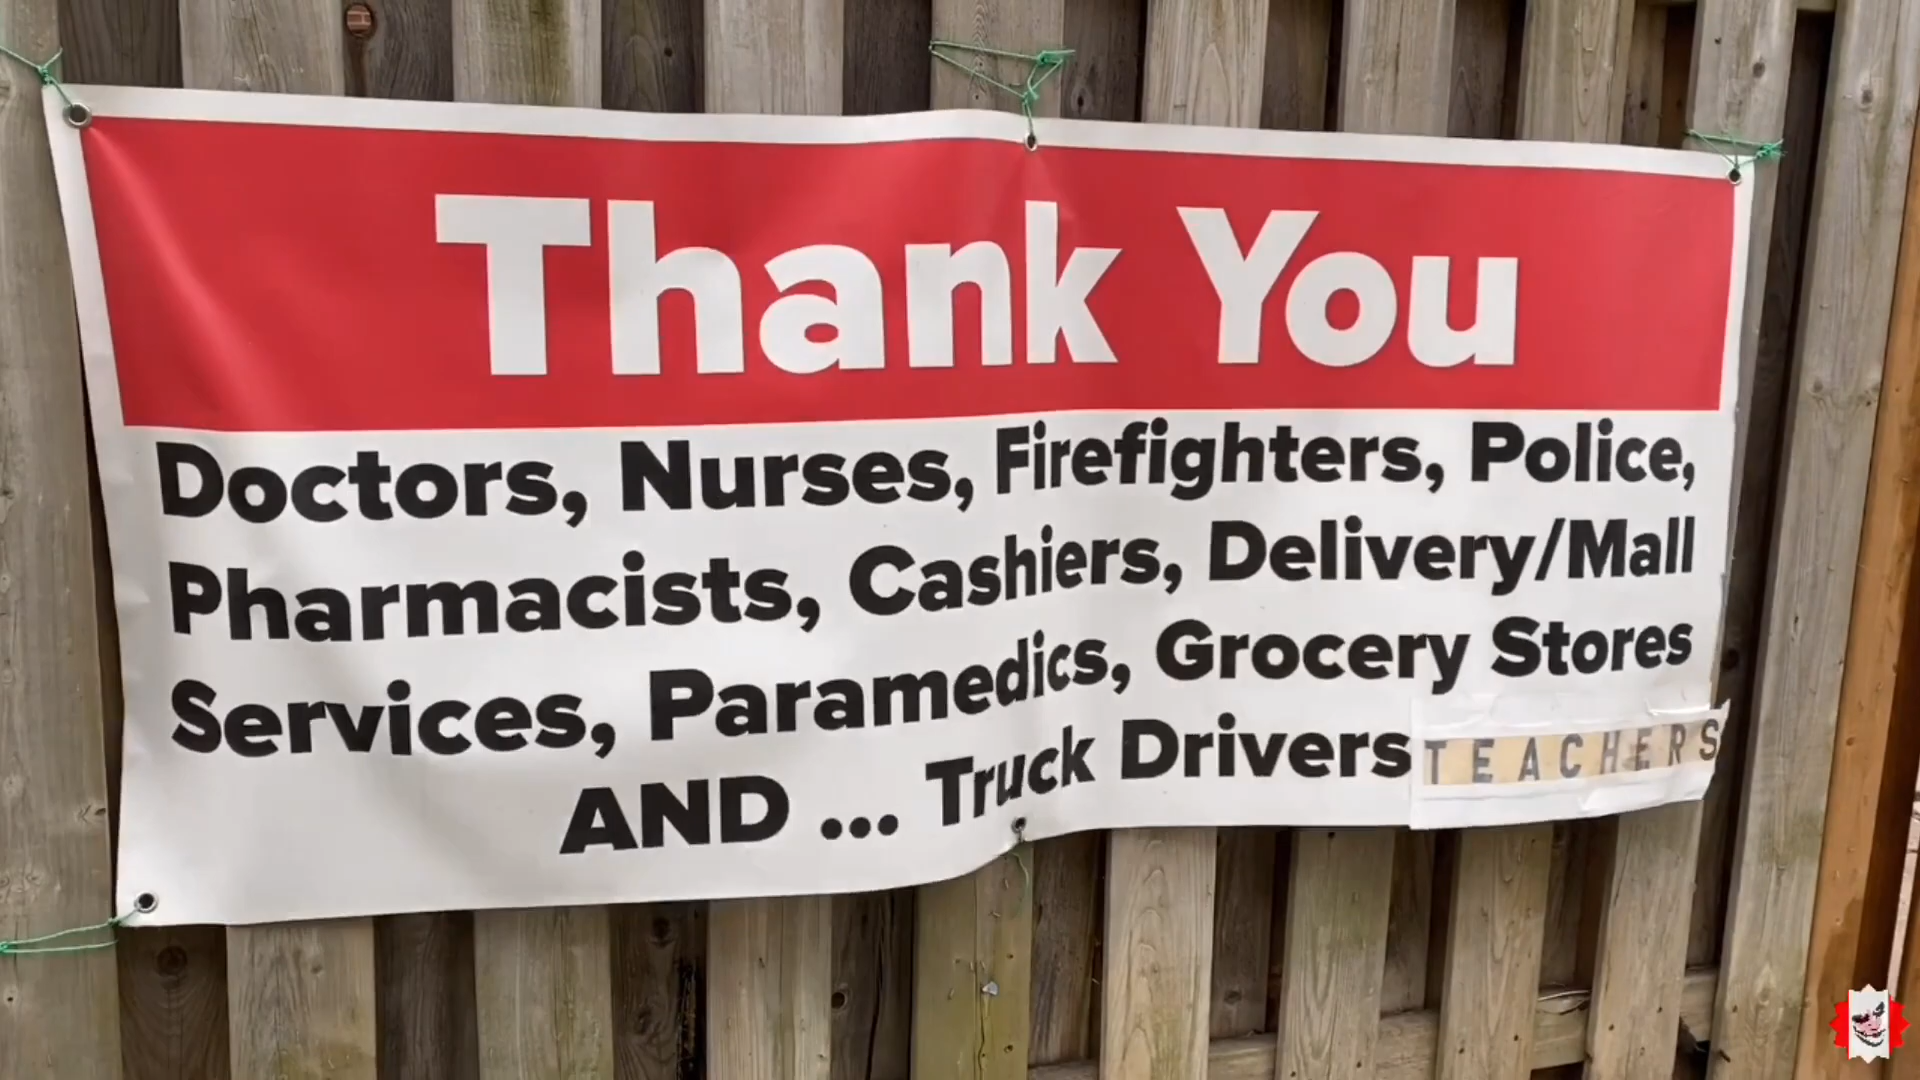 Thank You
Doctors, Nurses, Firefighters, Police,
Pharmacists, Cashiers, Delivery/Mall
Services, Paramedics, Grocery Stores
AND ... Truck Drivers TEACHERS